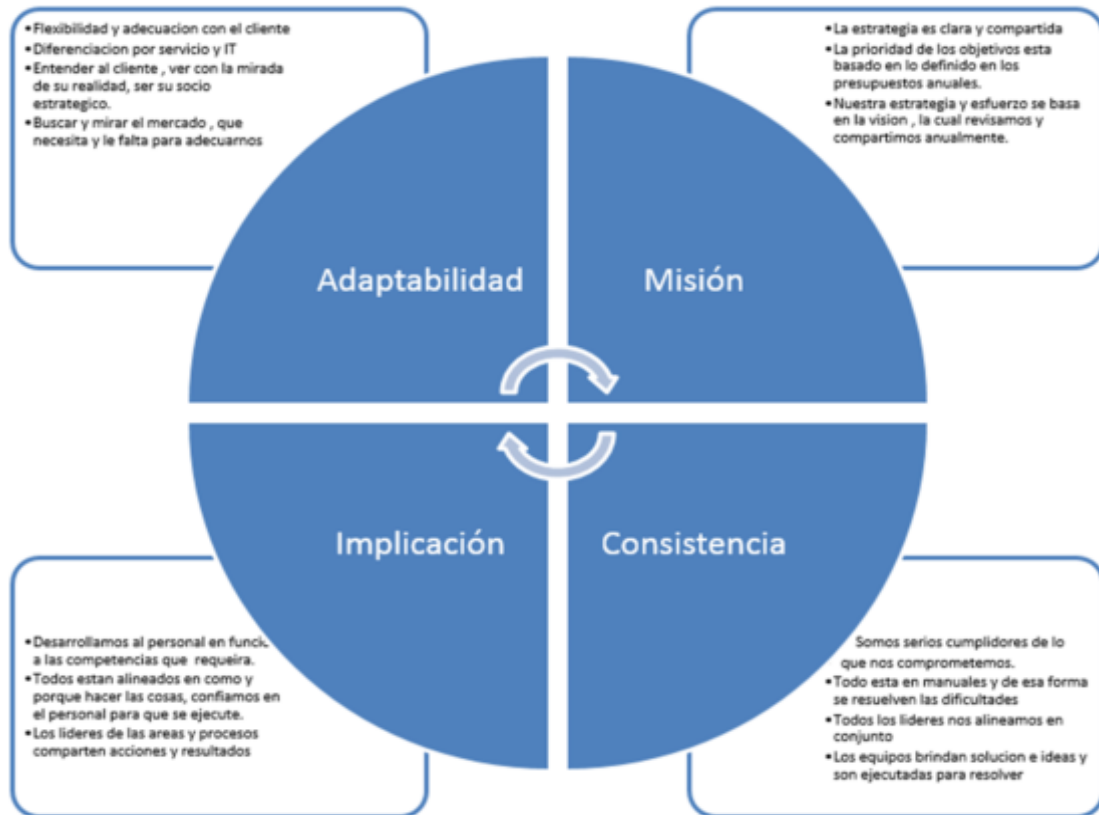 •Flexibilidad y adecuacion con el cliente
•Diferenciacion por servicio y IT
•Entender al cliente , ver con la mirada
de su realidad, ser su socio
estrategico.
•Buscar y mirar el mercado , que
necesita y le falta para adecuarnos
•La estrategia es clara y compartida
•La prioridad de los objetivos esta
basado en lo definido en los
presupuestos anuales.
•Nuestra estrategia y esfuerzo se basa
en la vision , la cual revisamos y
compartimos anualmente.
Adaptabilidad
Misión
Implicación
Consistencia
•Desarrollamos al personal en funci
a las competencias que requeira.
•Todos estan alineados en como y
porque hacer las cosas, confiamos en
el personal para que se ejecute.
•Los lideres de las areas y procesos
comparten acciones y resultados
• Somos serios cumplidores de lo
que nos comprometemos.
•Todo esta en manuales y de esa forma
se resuelven las dificultades
•Todos los lideres nos alineamos en
conjunto
•Los equipos brindan solucion e ideas y
son ejecutadas para resolver